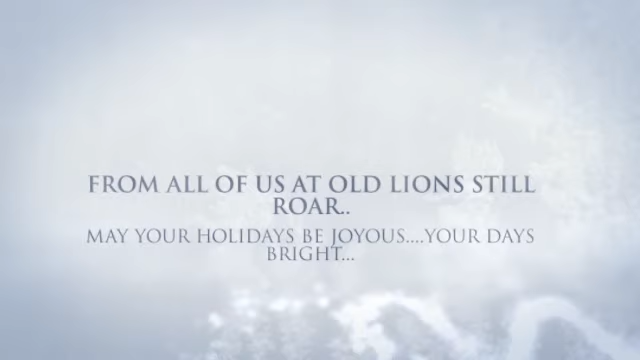 FROM ALL OF US AT OLD LIONS STILL
ROAR..
MAY YOUR HOLIDAYS BE JOYOUS....YOUR DAYS
BRIGHT...